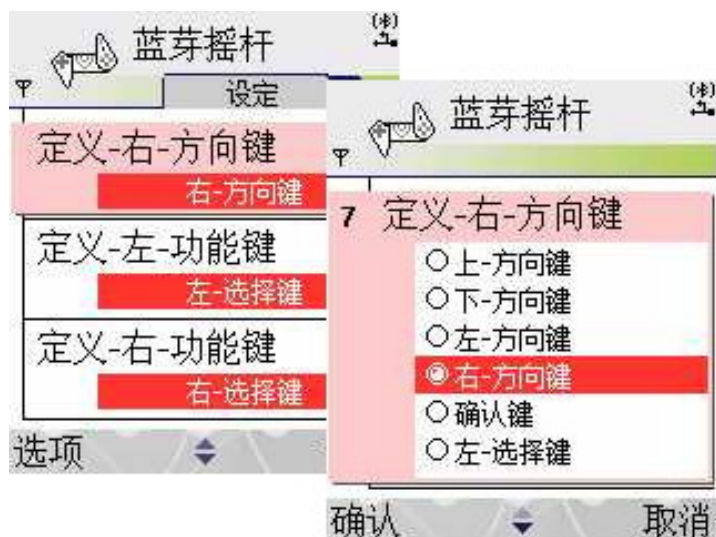 蓝芽摇杆
设定
定义-右-方向键
右-方向键
定义-左-功能键
左-选择键
定义-右-功能键
右-选择键
选项
蓝芽摇杆
7 定义-右-方向键
上-方向键
下-方向键
左-方向键
右-方向键
确认键
左-选择键
确认 取消